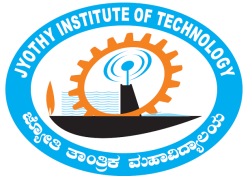 JYOTHY INSTITUTE OF TECHNOLOGY
ಜ್ಯೋತಿ ತಾಂತ್ರಿಕ ಮಹಾವಿದ್ಯಾಲಯ